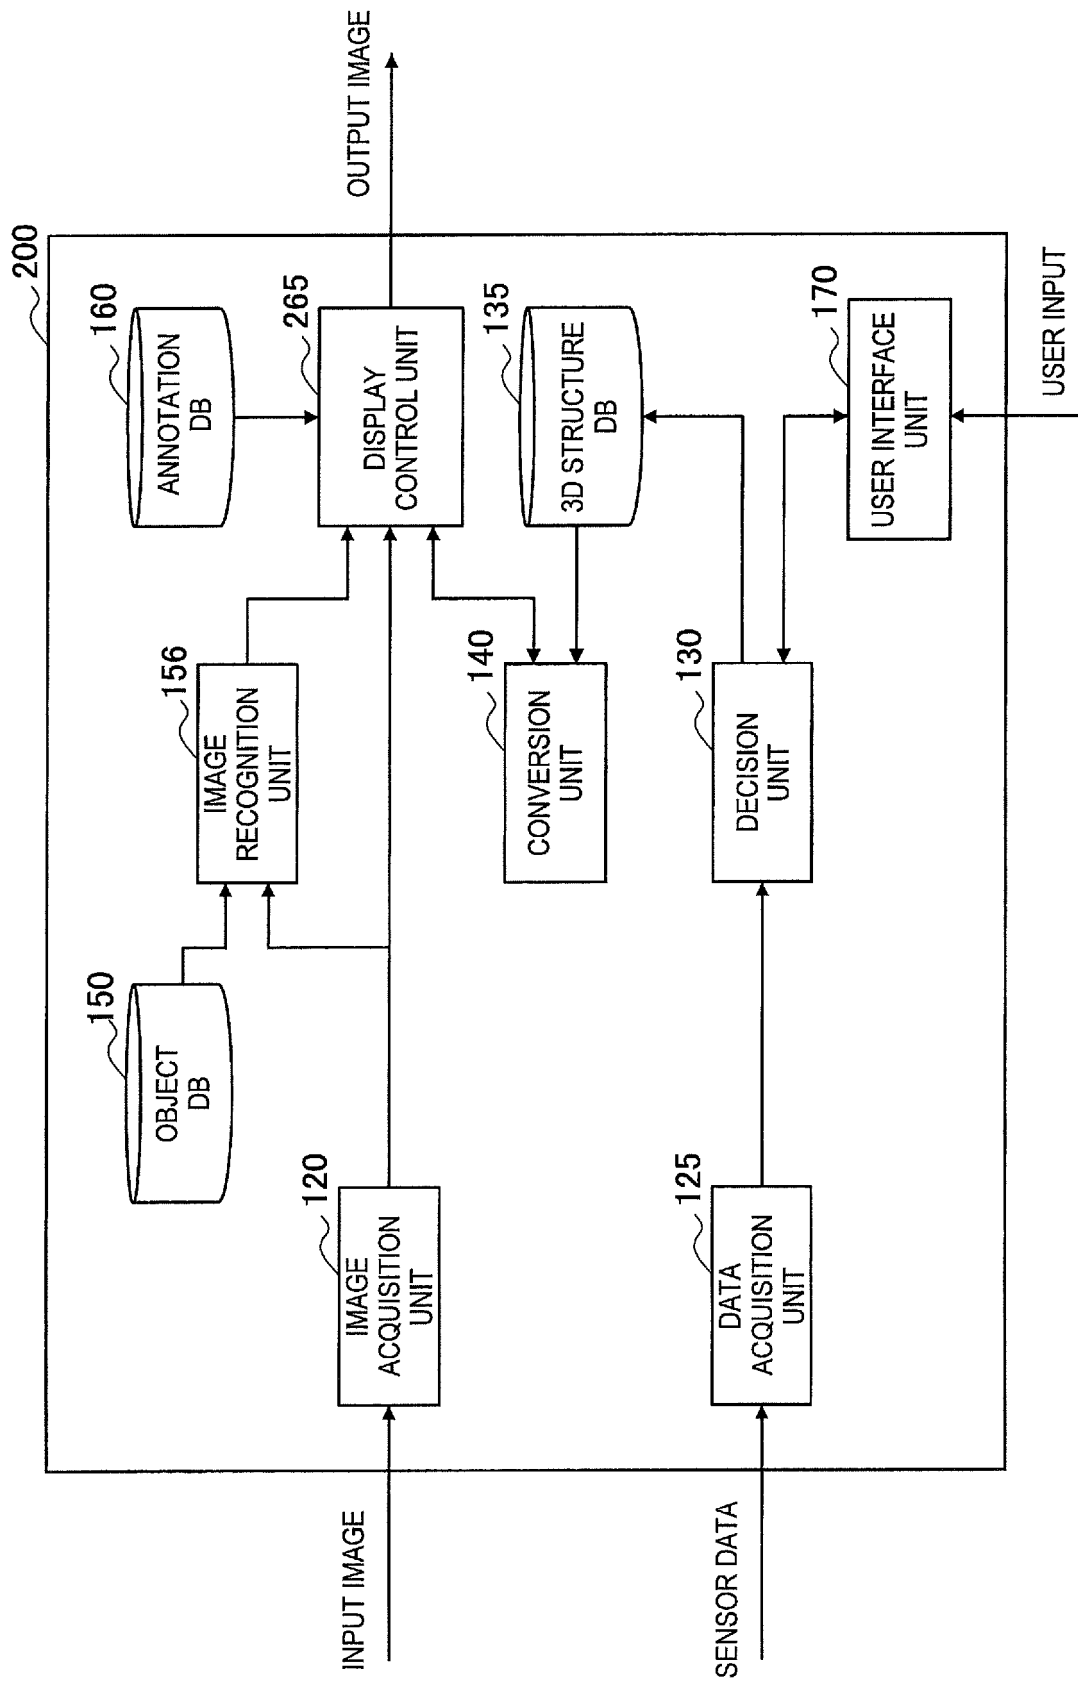 200
OBJECT
DB
150
ANNOTATION
DB
160
IMAGE
RECOGNITION
UNIT
156
INPUT IMAGE
IMAGE
ACQUISITION
UNIT
120
DISPLAY
CONTROL UNIT
265
OUTPUT IMAGE
CONVERSION
UNIT
140
3D STRUCTURE
DB
135
SENSOR DATA
DATA
ACQUISITION
UNIT
125
DECISION
UNIT
130
USER INTERFACE
UNIT
170
USER INPUT